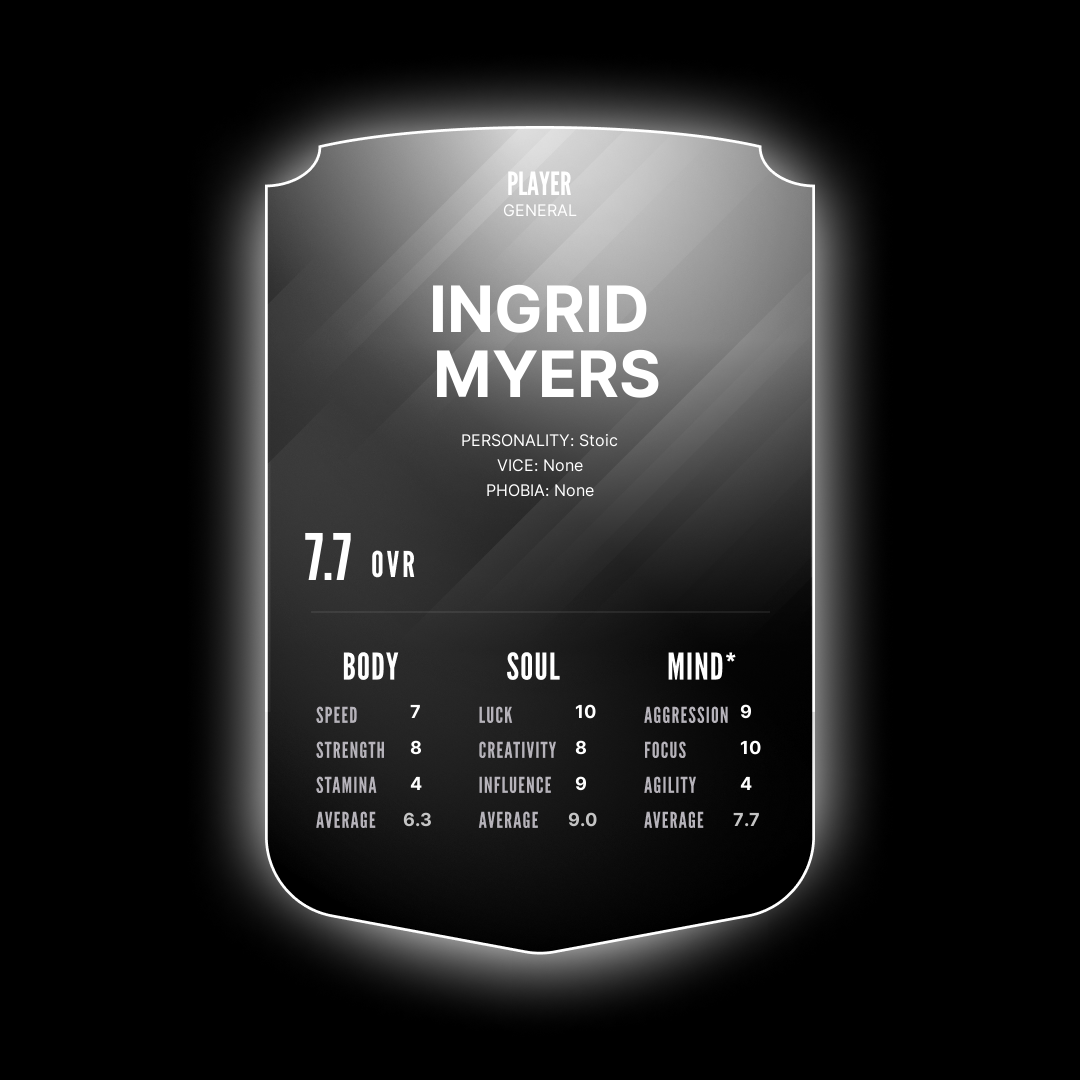 PLAYER
GENERAL
INGRID
MYERS
PERSONALITY: Stoic
VICE: None
PHOBIA: None
7.7 OVR
BODY SOUL MIND*
SPEED 7 LUCK 10 AGGRESSION 9
STRENGTH 8 CREATIVITY 8 FOCUS 10
STAMINA 4 INFLUENCE 9 AGILITY 4
AVERAGE 6.3 AVERAGE 9.0 AVERAGE 7.7